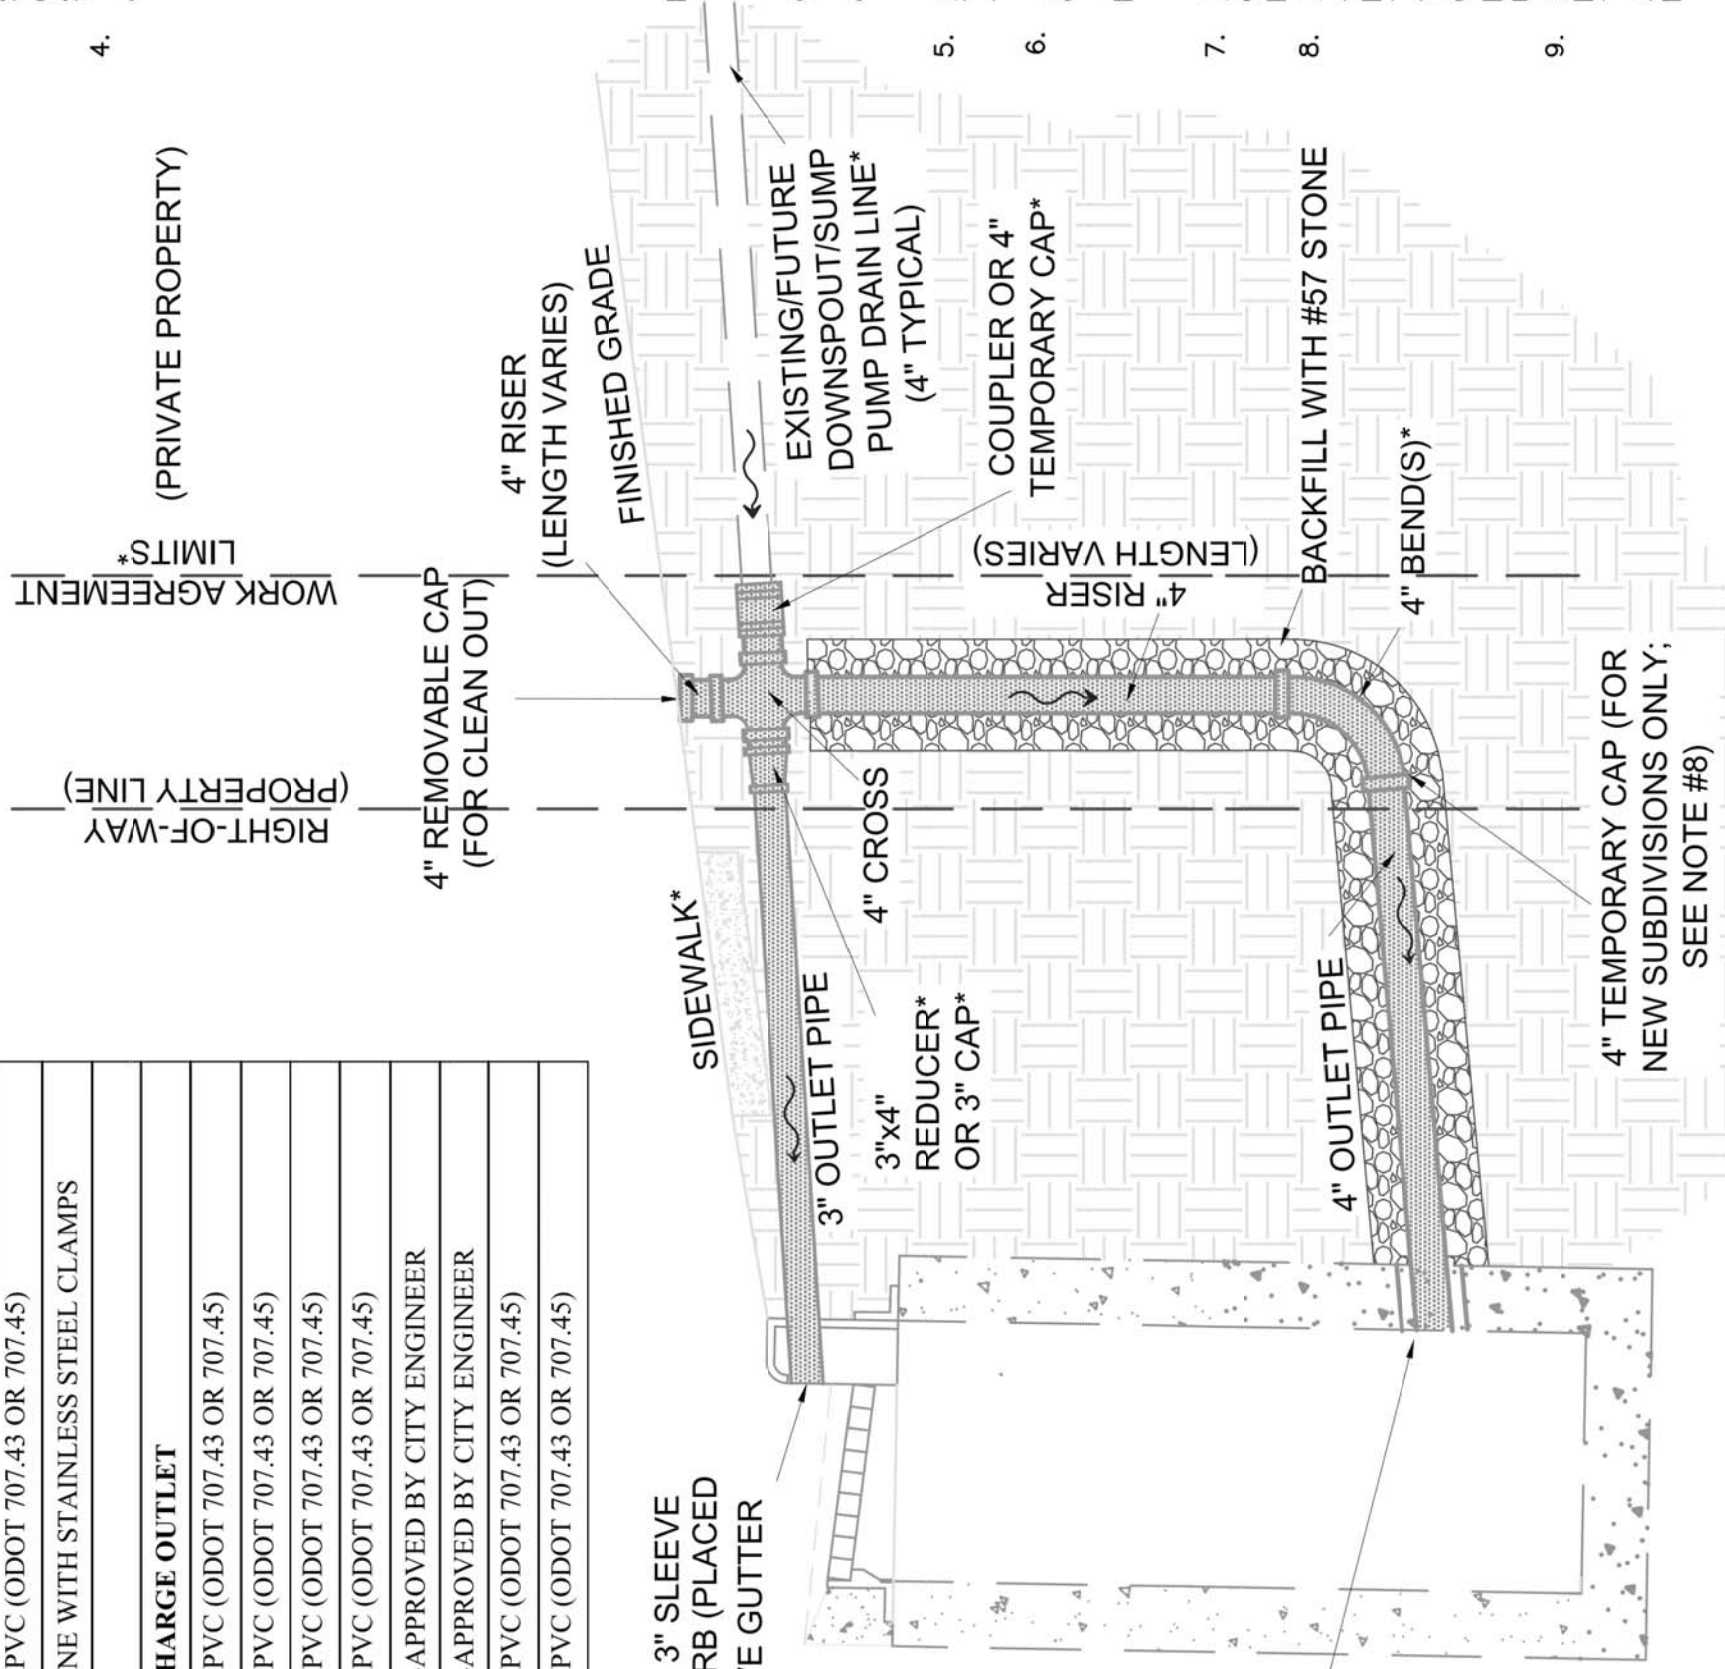 PVC (ODOT 707.43 OR 707.45)
NE WITH STAINLESS STEEL CLAMPS
HARGE OUTLET
PVC (ODOT 707.43 OR 707.45)
PVC (ODOT 707.43 OR 707.45)
PVC (ODOT 707.43 OR 707.45)
PVC (ODOT 707.43 OR 707.45)
APPROVED BY CITY ENGINEER
APPROVED BY CITY ENGINEER
PVC (ODOT 707.43 OR 707.45)
PVC (ODOT 707.43 OR 707.45)
3" SLEEVE
RB (PLACED
E GUTTER
RIGHT-OF-WAY
(PROPERTY LINE)
WORK AGREEMENT
LIMITS*
(PRIVATE PROPERTY)
4" REMOVABLE CAP
(FOR CLEAN OUT)
4" RISER
(LENGTH VARIES)
FINISHED GRADE
SIDEWALK*
3" OUTLET PIPE
3"x4"
REDUCER*
OR 3" CAP*
4" CROSS
EXISTING/FUTURE
DOWNSPOUT/SUMP
PUMP DRAIN LINE*
(4" TYPICAL)
COUPLER OR 4"
TEMPORARY CAP*
4" RISER
(LENGTH VARIES)
BACKFILL WITH #57 STONE
4" BEND(S)*
4" OUTLET PIPE
4" TEMPORARY CAP (FOR
NEW SUBDIVISIONS ONLY;
SEE NOTE #8)
4.
5.
6.
7.
8.
9.